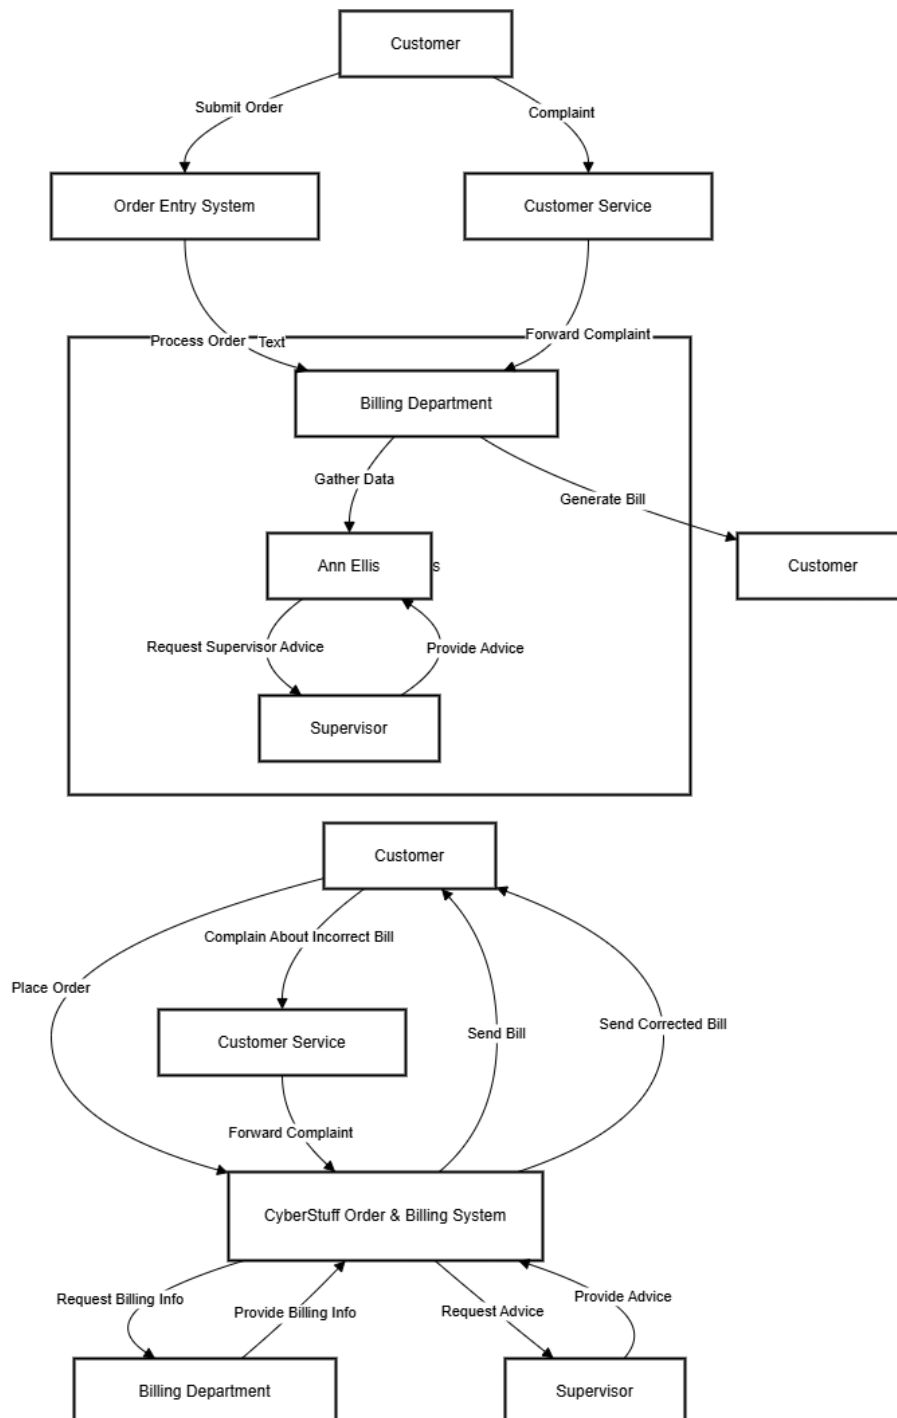 Customer
Submit Order
Complaint
Order Entry System
Customer Service
Process Order
Text
Forward Complaint
Billing Department
Gather Data
Generate Bill
Ann Ellis
s
Customer
Request Supervisor Advice
Provide Advice
Supervisor
Customer
Complain About Incorrect Bill
Place Order
Send Bill
Send Corrected Bill
Customer Service
Forward Complaint
CyberStuff Order & Billing System
Request Billing Info
Provide Billing Info
Request Advice
Provide Advice
Billing Department
Supervisor